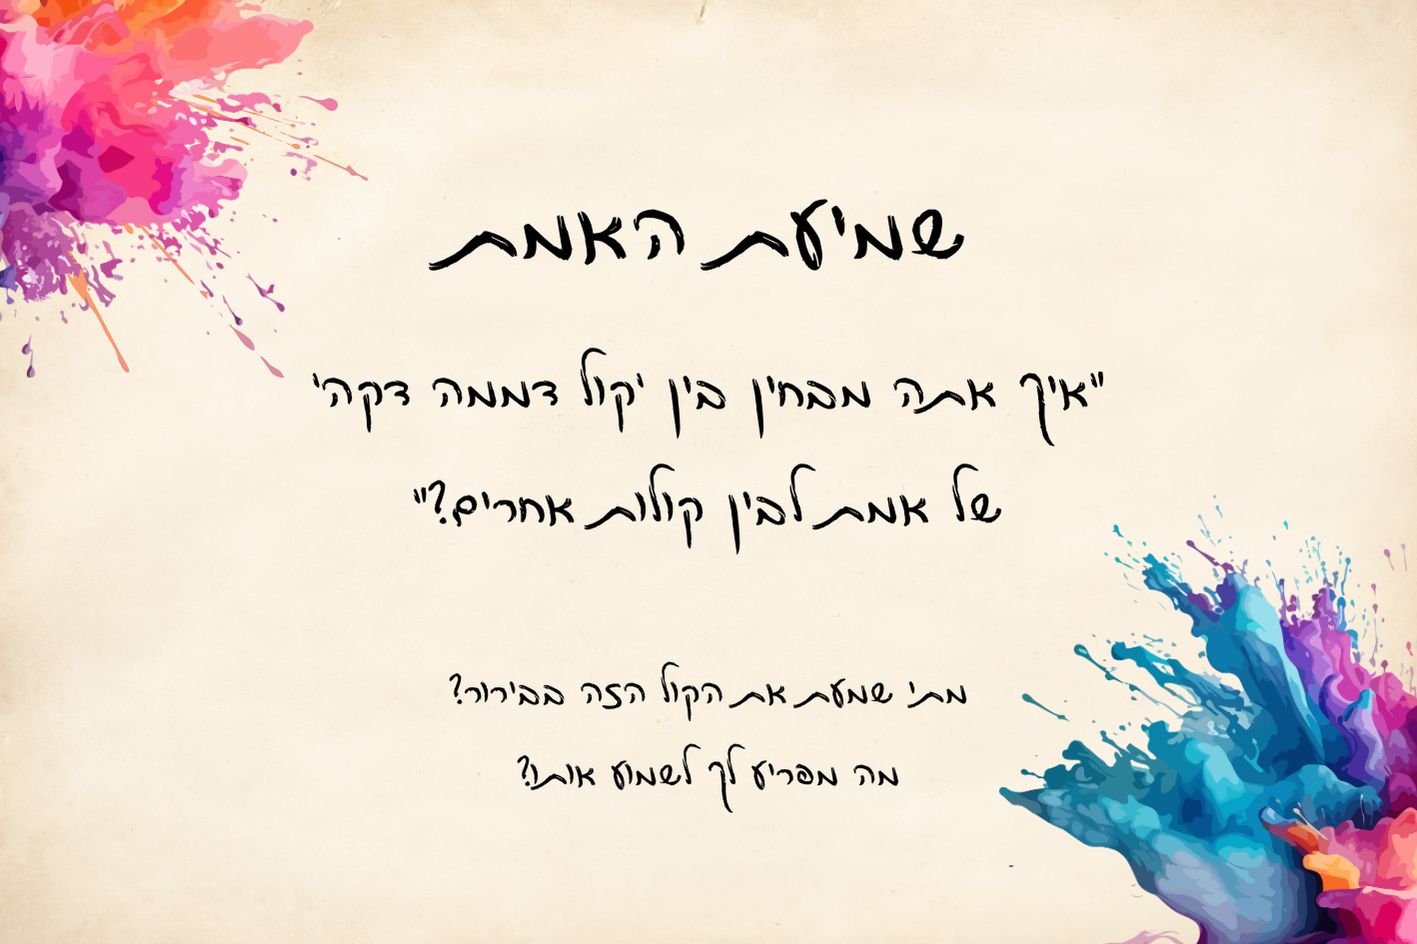 שמיעת האמת
"איך אתה מבחין בין 'קול דממה דקה'
של אמת לבין קולות אחרים?"
מתי שמעת את הקול הזה בבירור?
מה מפריע לך לשמוע אותו?